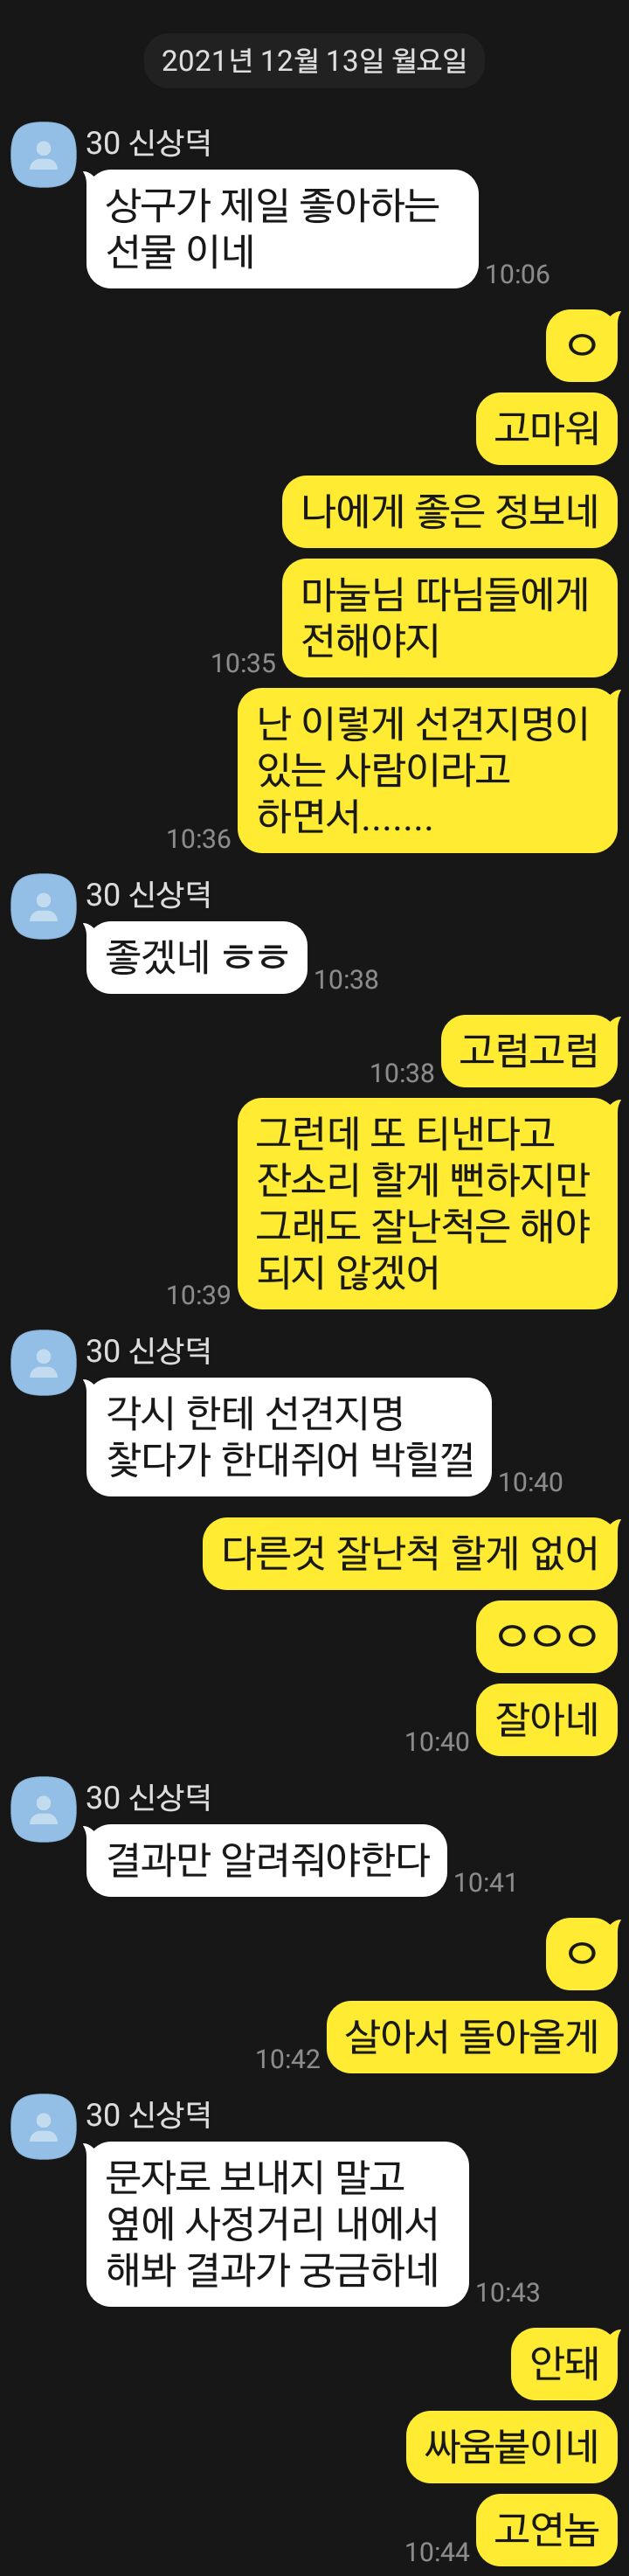 2021년 12월 13일 월요일
30 신상덕
상구가 제일 좋아하는
선물 이네
10:06
ㅇ
고마워
나에게 좋은 정보네
마눌님 따님들에게
전해야지
10:35
난 이렇게 선견지명이
있는 사람이라고
하면서.......
10:36
30 신상덕
좋겠네 ㅎㅎ
10:38
고럼고럼
10:38
그런데 또 티낸다고
잔소리 할게 뻔하지만
그래도 잘난척은 해야
되지 않겠어
10:39
30 신상덕
각시 한테 선견지명
찿다가 한대쥐어 박힐껄
10:40
다른것 잘난척 할게 없어
ㅇㅇㅇ
잘아네
10:40
30 신상덕
결과만 알려줘야한다
10:41
ㅇ
살아서 돌아올게
10:42
30 신상덕
문자로 보내지 말고
옆에 사정거리 내에서
해봐 결과가 궁금하네
10:43
안돼
싸움붙이네
고연놈
10:44